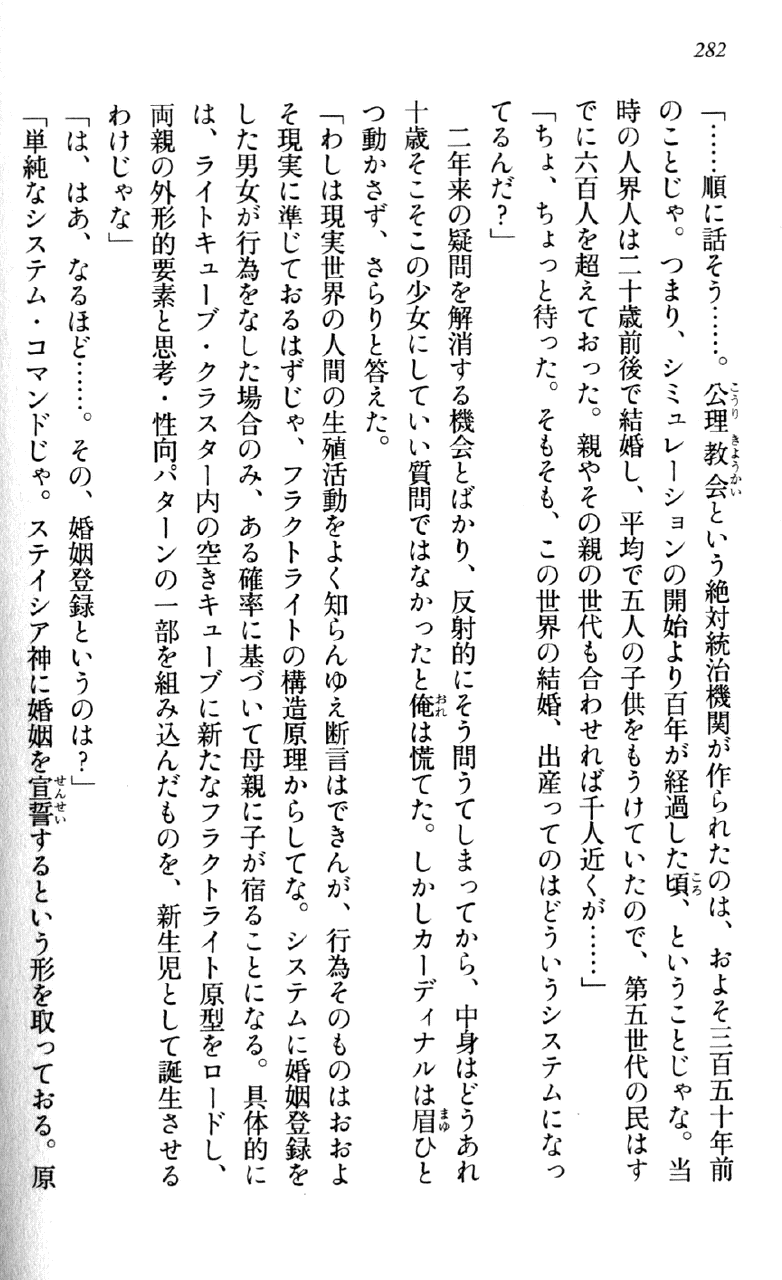 282
「……順に話そう……。公理教会という絶対統治機関が作られたのは、およそ三百五十年前
のことじゃ。つまり、シミュレーションの開始より百年が経過した頃、ということじゃな。当
時の人界人は二十歳前後で結婚し、平均で五人の子供をもうけていたので、第五世代の民はす
でに六百人を超えておった。親やその親の世代も合わせれば千人近くが……」
「ちょ、ちょっと待った。そもそも、この世界の結婚、出産ってのはどういうシステムになっ
てるんだ？」
二年来の疑問を解消する機会とばかり、反射的にそう問うてしまってから、中身はどうあれ
十歳そこそこの少女にしていい質問ではなかったと俺は慌てた。しかしカーディナルは眉ひと
つ動かさず、さらりと答えた。
「わしは現実世界の人間の生殖活動をよく知らんゆえ断言はできんが、行為そのものはおおよ
そ現実に準じておるはずじゃ、フラクトライトの構造原理からしてな。システムに婚姻登録を
した男女が行為をなした場合のみ、ある確率に基づいて母親に子が宿ることになる。具体的に
は、ライトキューブ・クラスター内の空きキューブに新たなフラクトライト原型をロードし、
両親の外形的要素と思考・性向パターンの一部を組み込んだものを、新生児として誕生させる
わけじゃな」
「は、はあ、なるほど……。その、婚姻登録というのは？」
「単純なシステム・コマンドじゃ。ステイシア神に婚姻を宣誓するという形を取っておる。原